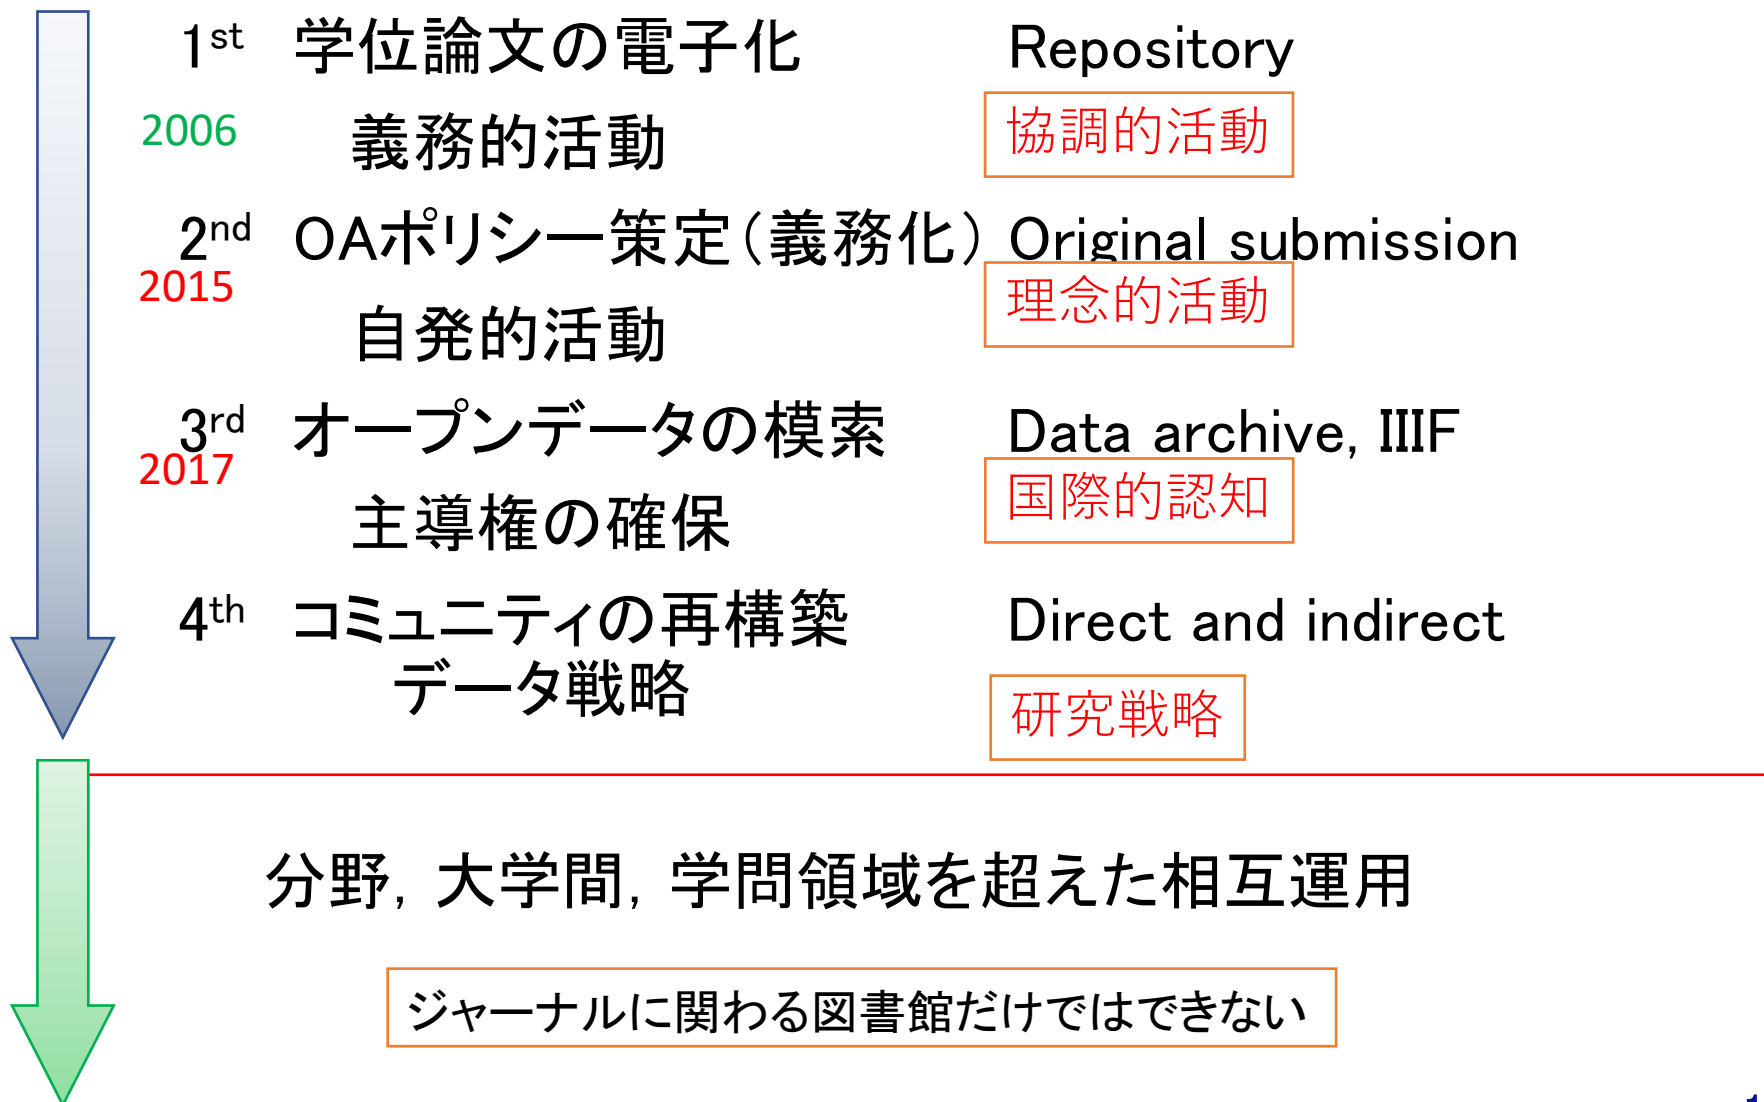 1st 学位論文の電子化 Repository
2006 義務的活動 協調的活動
2nd OAポリシー策定（義務化） Original submission
2015 理念的活動
自発的活動
3rd オープンデータの模索 Data archive, IIIF
2017 国際的認知
主導権の確保
4th コミュニティの再構築 Direct and indirect
データ戦略 研究戦略
分野，大学間，学問領域を超えた相互運用
ジャーナルに関わる図書館だけではできない